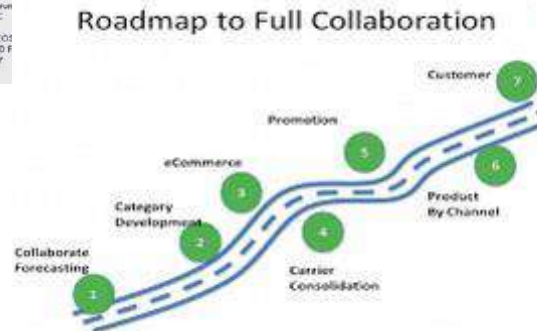 Roadmap to Full Collaboration
Customer
7
Promotion
5
eCommerce
3
6
Category
Development
Product
By Channel
2
4
Collaborate
Forecasting
Carrier
Consolidation
1